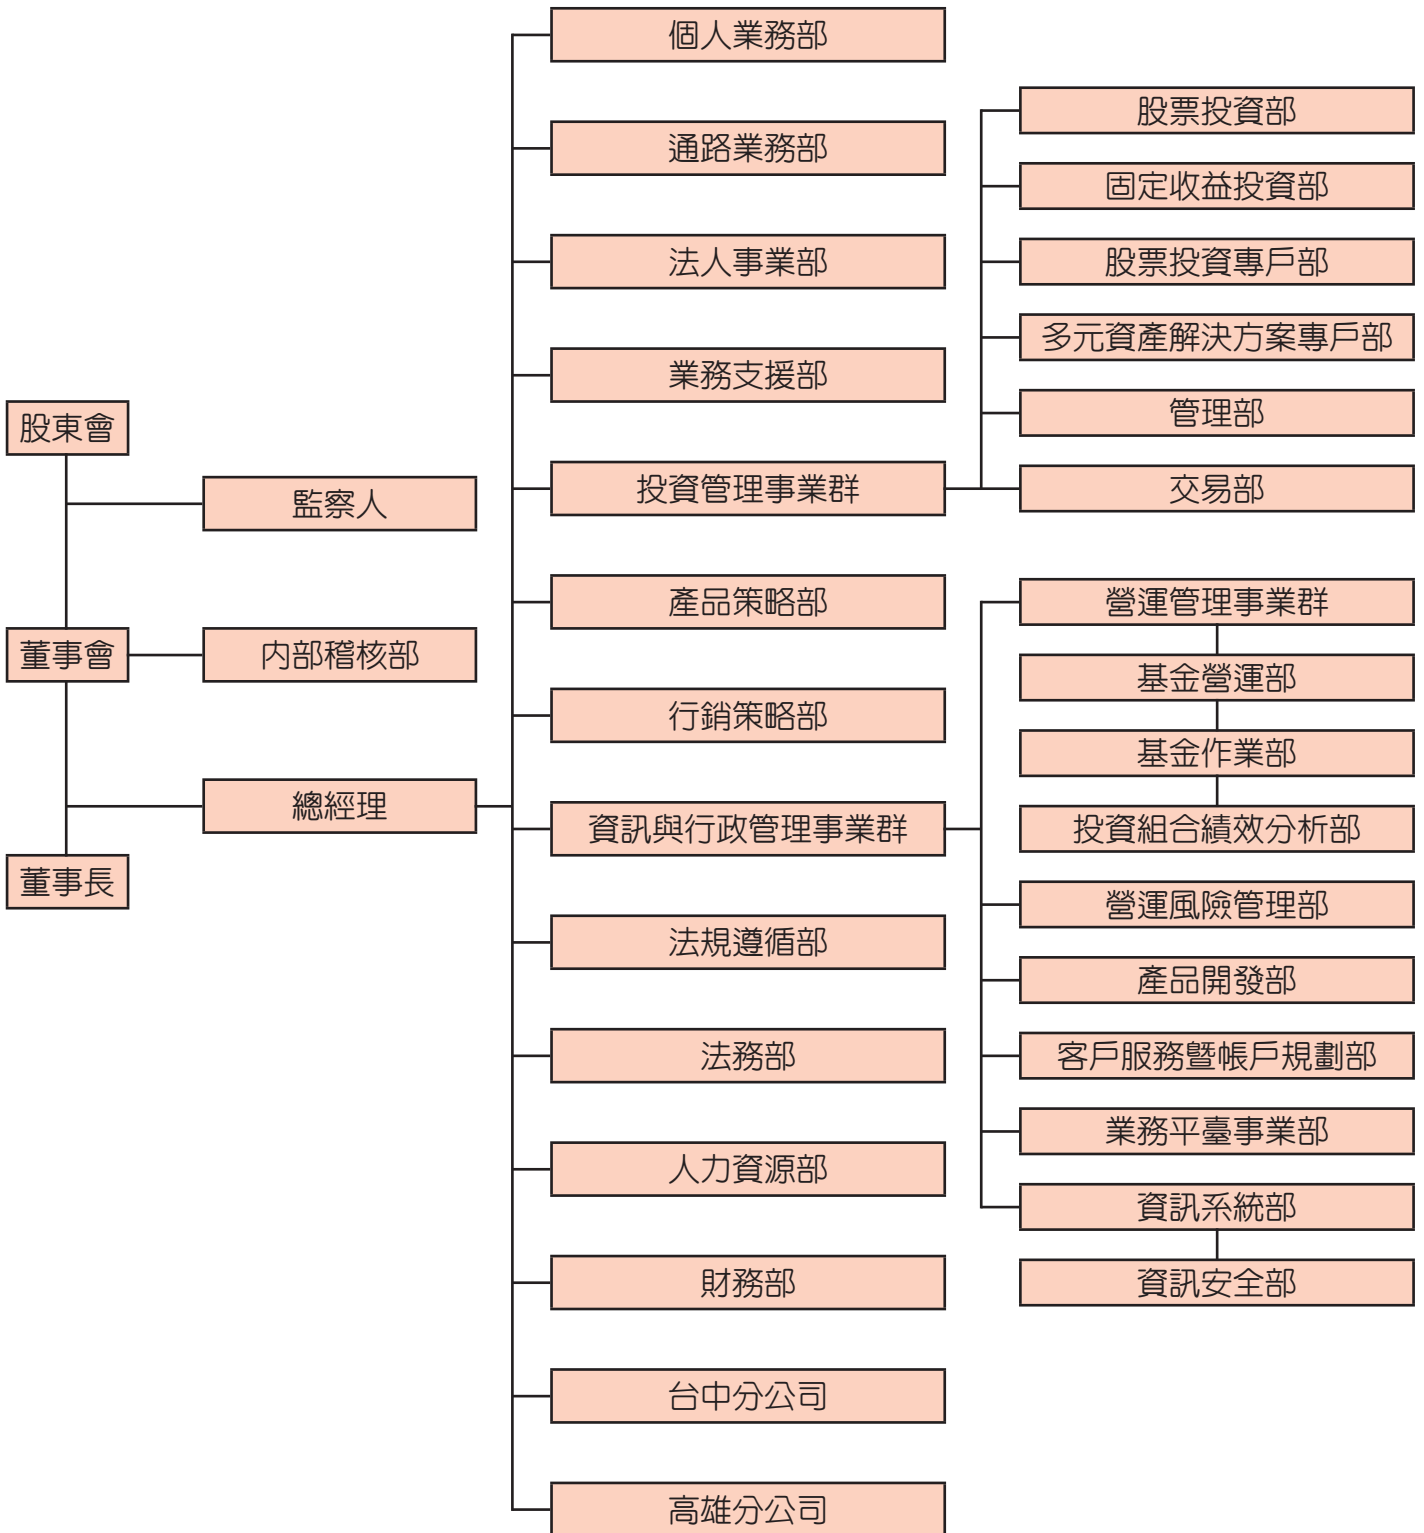 股東會
監察人
董事會
內部稽核部
總經理
董事長
個人業務部
通路業務部
法人事業部
業務支援部
投資管理事業群
產品策略部
行銷策略部
資訊與行政管理事業群
法規遵循部
法務部
人力資源部
財務部
台中分公司
高雄分公司
股票投資部
固定收益投資部
股票投資專戶部
多元資產解決方案專戶部
管理部
交易部
營運管理事業群
基金營運部
基金作業部
投資組合績效分析部
營運風險管理部
產品開發部
客戶服務暨帳戶規劃部
業務平臺事業部
資訊系統部
資訊安全部